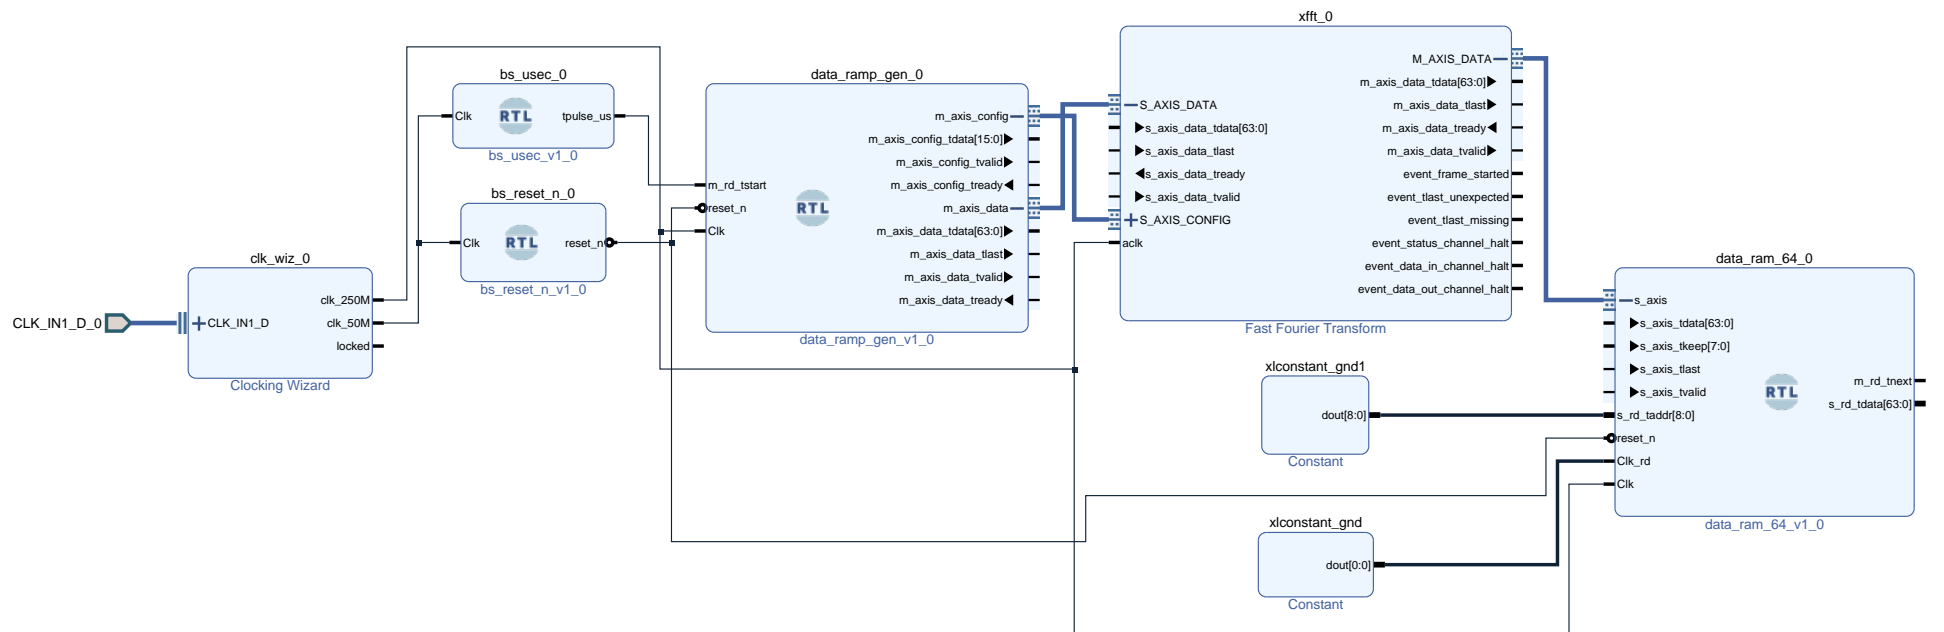 CLK_IN1_D_0
clk_wiz_0
CLK_IN1_D
clk_250M
clk_50M
locked
Clocking Wizard
bs_usec_0
Clk
RTL
tpulse_us
bs_usec_v1_0
bs_reset_n_0
Clk
RTL
reset_n
bs_reset_n_v1_0
data_ramp_gen_0
m_rd_tstart
reset_n
Clk
RTL
m_axis_config
m_axis_config_tdata[15:0]
m_axis_config_tvalid
m_axis_config_tready
m_axis_data
m_axis_data_tdata[63:0]
m_axis_data_tlast
m_axis_data_tvalid
m_axis_data_tready
data_ramp_gen_v1_0
xfft_0
S_AXIS_DATA
s_axis_data_tdata[63:0]
s_axis_data_tlast
s_axis_data_tready
s_axis_data_tvalid
S_AXIS_CONFIG
aclk
M_AXIS_DATA
m_axis_data_tdata[63:0]
m_axis_data_tlast
m_axis_data_tready
m_axis_data_tvalid
event_frame_started
event_tlast_unexpected
event_tlast_missing
event_status_channel_halt
event_data_in_channel_halt
event_data_out_channel_halt
Fast Fourier Transform
xlconstant_gnd1
dout[8:0]
Constant
xlconstant_gnd
dout[0:0]
Constant
data_ram_64_0
s_axis
s_axis_tdata[63:0]
s_axis_tkeep[7:0]
s_axis_tlast
s_axis_tvalid
s_rd_taddr[8:0]
reset_n
Clk_rd
Clk
RTL
m_rd_tnext
s_rd_tdata[63:0]
data_ram_64_v1_0